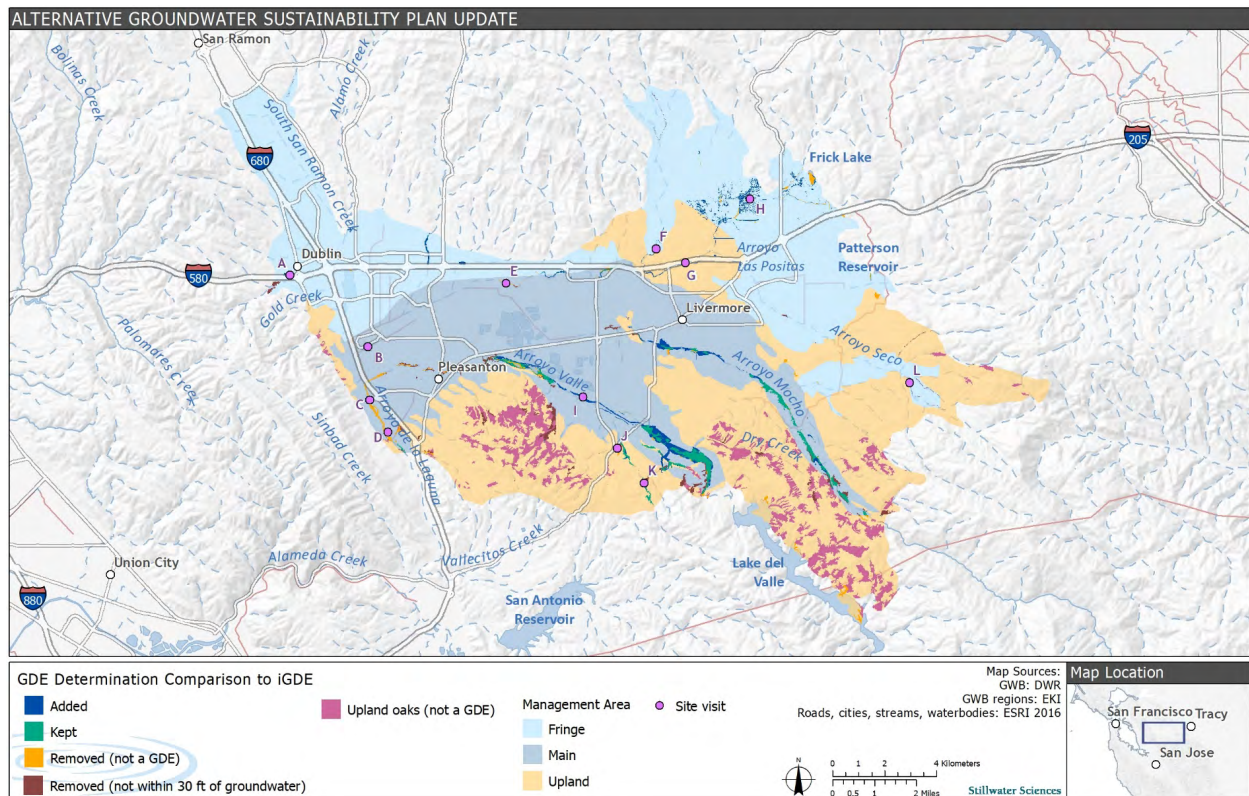 ALTERNATIVE GROUNDWATER SUSTAINABILITY PLAN UPDATE
San Ramon
Bolinas Creek
Alamo Creek
South San Ramon Creek
680
205
Frick Lake
H
F
Dublin
A
580
E
G
Arroyo
Las Positas
Patterson
Reservoir
Gold Creek
Livermore
Palomares Creek
B
Pleasanton
Arroyo Valle
Arroyo Mocho
Arroyo Seco
L
C
I
D
Sinbad Creek
Arroyo de la Laguna
J
Dry Creek
K
Vallecitos Creek
Union City
Alameda Creek
Lake del
Valle
880
San Antonio
Reservoir
GDE Determination Comparison to iGDE
Added
Kept
Removed (not a GDE)
Removed (not within 30 ft of groundwater)
Upland oaks (not a GDE)
Management Area
Fringe
Main
Upland
Site visit
Map Sources:
GWB: DWR
GWB regions: EKI
Roads, cities, streams, waterbodies: ESRI 2016
N
0 1 2 4 Kilometers
0 0.5 1 2 Miles
Stillwater Sciences
Map Location
San Francisco
Tracy
San Jose